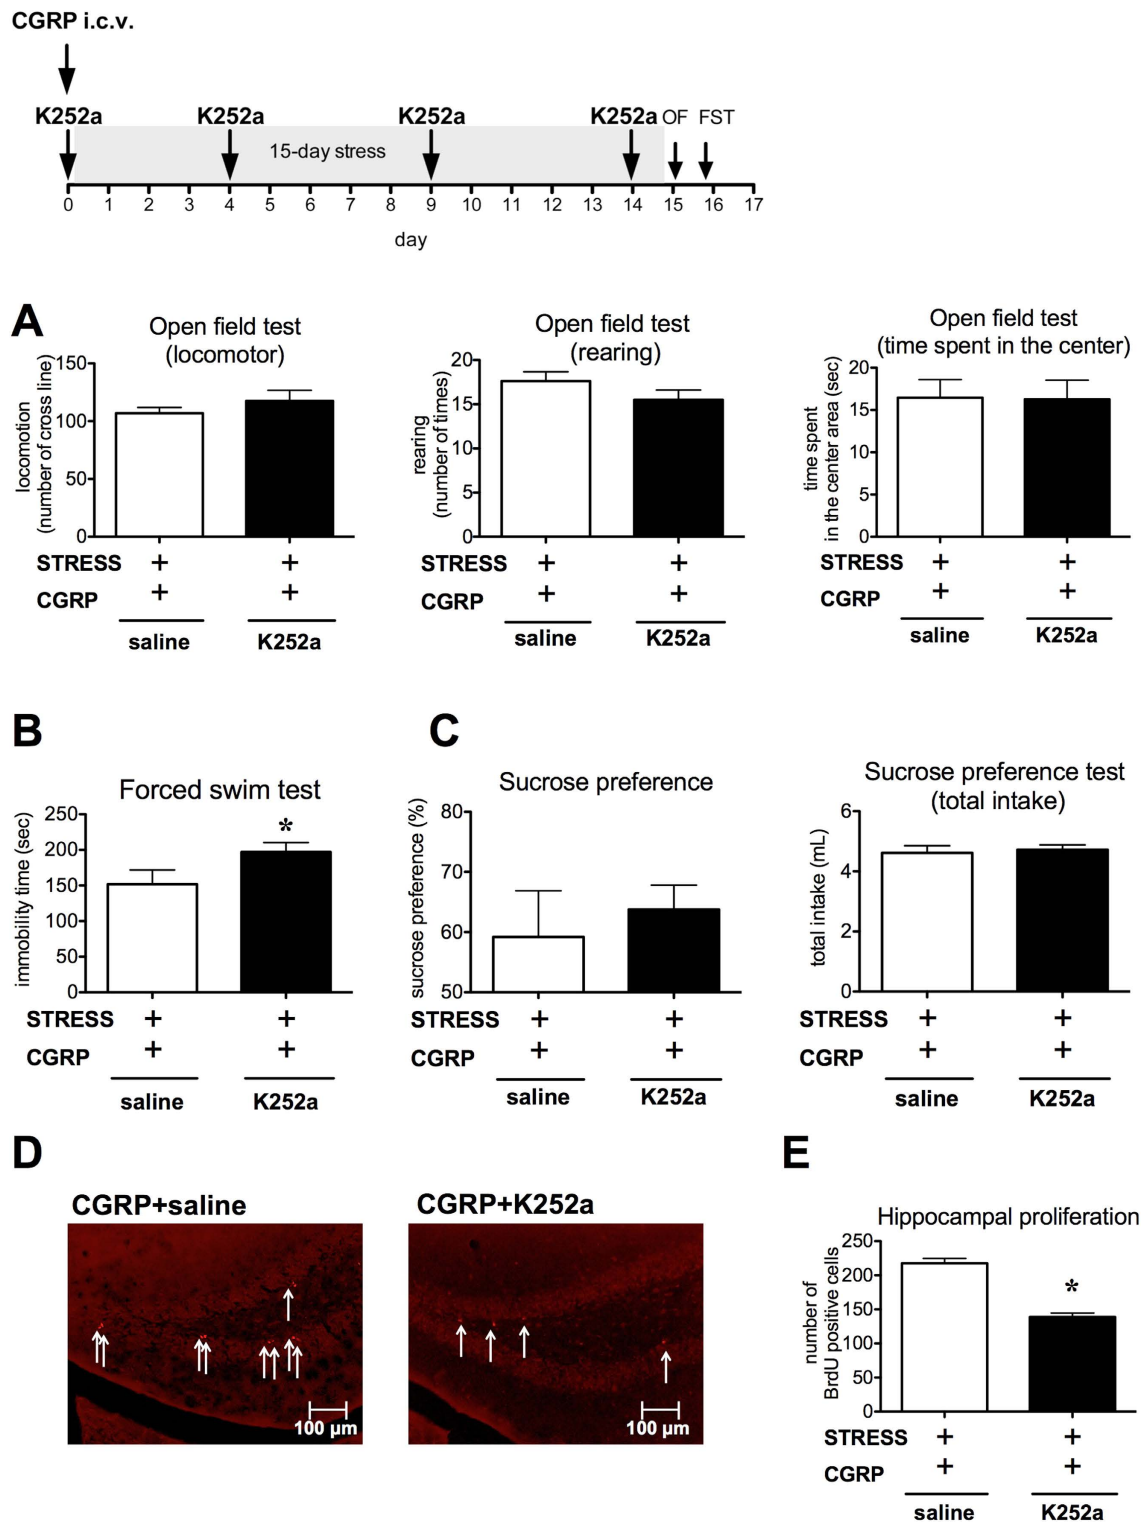 CGRP i.c.v.
K252a K252a K252a K252a OF FST
15-day stress
0 1 2 3 4 5 6 7 8 9 10 11 12 13 14 15 16 17
day
A
Open field test
(locomotor)
locomotion
(number of cross line)
150
100
50
0
STRESS + +
CGRP + +
saline K252a
Open field test
(rearing)
rearing
(number of times)
20
15
10
5
0
STRESS + +
CGRP + +
saline K252a
Open field test
(time spent in the center)
time spent
in the center area (sec)
20
15
10
5
0
STRESS + +
CGRP + +
saline K252a
B
Forced swim test
immobility time (sec)
250
200
150
100
50
0
*
STRESS + +
CGRP + +
saline K252a
C
Sucrose preference
sucrose preference (%)
80
70
60
50
STRESS + +
CGRP + +
saline K252a
Sucrose preference test
(total intake)
total intake (mL)
6
4
2
0
STRESS + +
CGRP + +
saline K252a
D
CGRP+saline
100 µm
CGRP+K252a
100 µm
E
Hippocampal proliferation
number of
BrdU positive cells
250
200
150
100
50
0
*
STRESS + +
CGRP + +
saline K252a